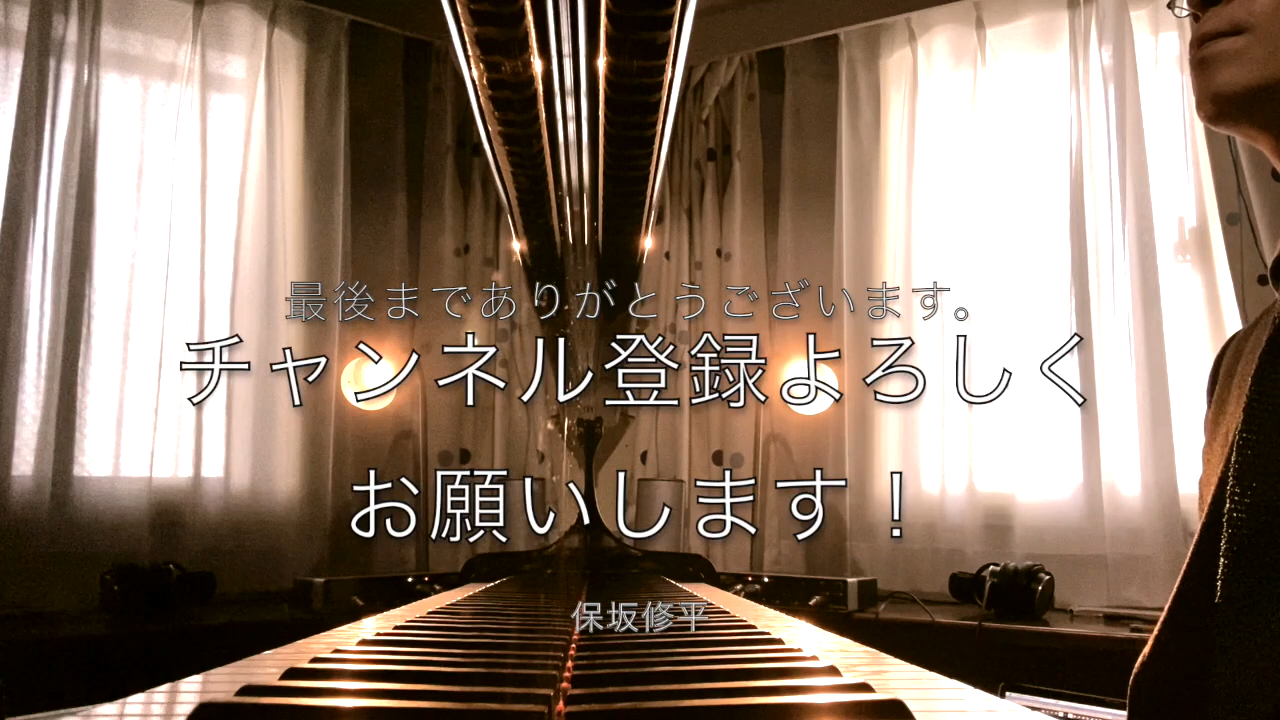 最後までありがとうございます。
チャンネル登録よろしく
お願いします！
保坂修平